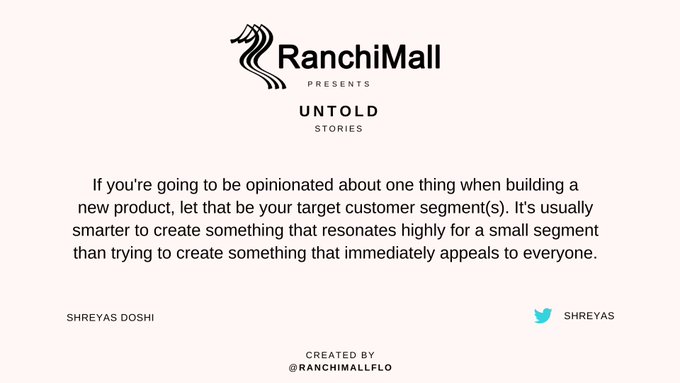 RanchiMall
PRESENTS
UNTOLD
STORIES
If you're going to be opinionated about one thing when building a
new product, let that be your target customer segment(s). It's usually
smarter to create something that resonates highly for a small segment
than trying to create something that immediately appeals to everyone.
SHREYAS DOSHI
SHREYAS
CREATED BY
@RANCHIMALLFLO